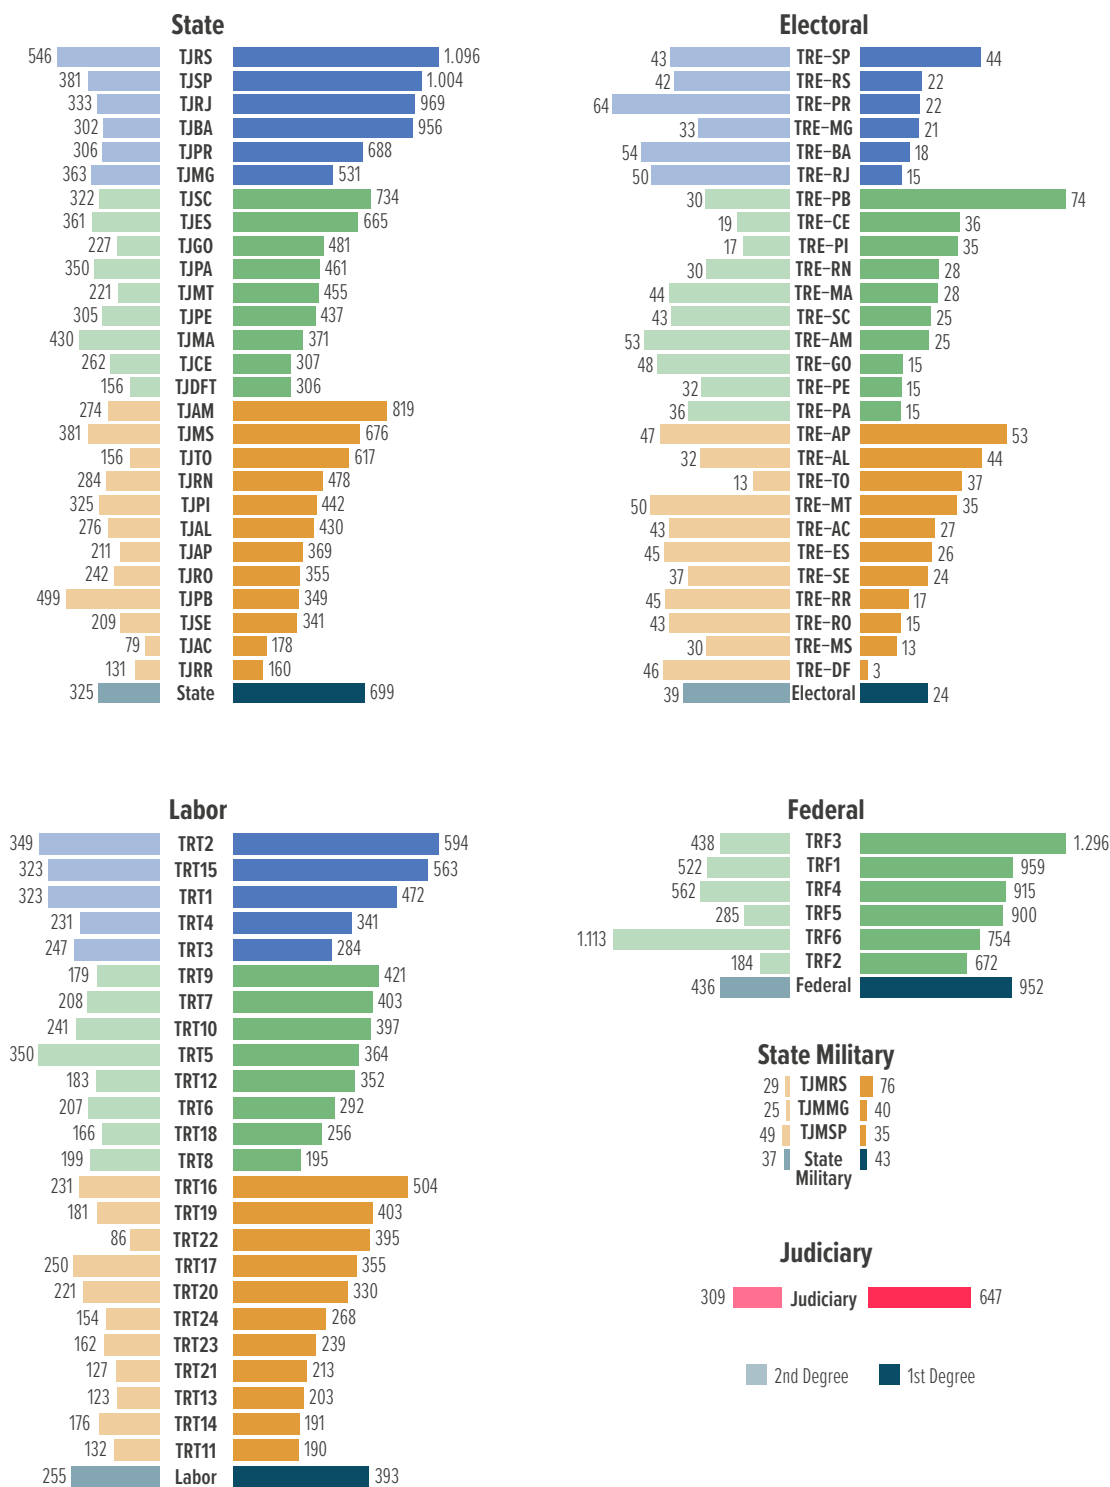 State
546 TJRS 1.096
381 TJSP 1.004
333 TJRJ 969
302 TJBA 956
306 TJPR 688
363 TJMG 531
322 TJSC 734
361 TJES 665
227 TJGO 481
350 TJPA 461
221 TJMT 455
305 TJPE 437
430 TJMA 371
262 TJCE 307
156 TJDFT 306
274 TJAM 819
381 TJMS 676
156 TJTO 617
284 TJRN 478
325 TJPI 442
276 TJAL 430
211 TJAP 369
242 TJRO 355
499 TJPB 349
209 TJSE 341
79 TJAC 178
131 TJRR 160
325 State 699
Electoral
43 TRE-SP 44
42 TRE-RS 22
64 TRE-PR 22
33 TRE-MG 21
54 TRE-BA 18
50 TRE-RJ 15
30 TRE-PB 74
19 TRE-CE 36
17 TRE-PI 35
30 TRE-RN 28
44 TRE-MA 28
43 TRE-SC 25
53 TRE-AM 25
48 TRE-GO 15
32 TRE-PE 15
36 TRE-PA 15
47 TRE-AP 53
32 TRE-AL 44
13 TRE-TO 37
50 TRE-MT 35
43 TRE-AC 27
45 TRE-ES 26
37 TRE-SE 24
45 TRE-RR 17
43 TRE-RO 15
30 TRE-MS 13
46 TRE-DF 3
39 Electoral 24
Labor
349 TRT2 594
323 TRT15 563
323 TRT1 472
231 TRT4 341
247 TRT3 284
179 TRT9 421
208 TRT7 403
241 TRT10 397
350 TRT5 364
183 TRT12 352
207 TRT6 292
166 TRT18 256
199 TRT8 195
231 TRT16 504
181 TRT19 403
86 TRT22 395
250 TRT17 355
221 TRT20 330
154 TRT24 268
162 TRT23 239
127 TRT21 213
123 TRT13 203
176 TRT14 191
132 TRT11 190
255 Labor 393
Federal
438 TRF3 1.296
522 TRF1 959
562 TRF4 915
285 TRF5 900
1.113 TRF6 754
184 TRF2 672
436 Federal 952
State Military
29 TJMRS 76
25 TJMMG 40
49 TJMSP 35
37 State 43
Military
Judiciary
309 Judiciary 647
2nd Degree 1st Degree